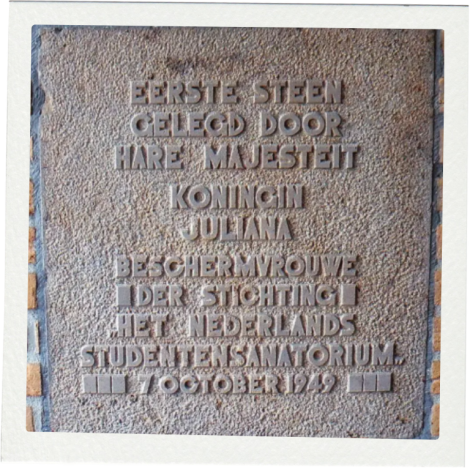 EERSTE STEEN
GELEGD DOOR
HARE MAJESTEIT
KONINGIN
JULIANA
BESCHERMVROUWE
DER STICHTING
„HET NEDERLANDS
STUDENTENSANATORIUM„
7 OCTOBER 1949